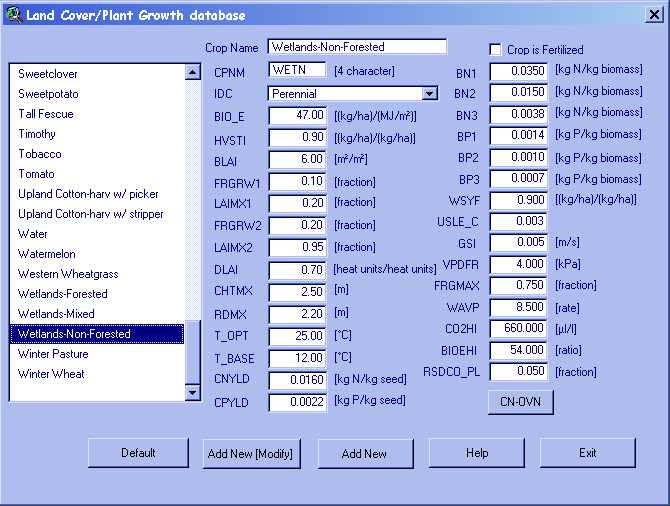 Land Cover/Plant Growth database
Crop Name Wetlands-Non-Forested
Crop is Fertilized
Sweetclover
Sweetpotato
Tall Fescue
Timothy
Tobacco
Tomato
Upland Cotton-harv w/ picker
Upland Cotton-harv w/ stripper
Water
Watermelon
Western Wheatgrass
Wetlands-Forested
Wetlands-Mixed
Wetlands-Non-Forested
Winter Pasture
Winter Wheat
CPNM WETN [4 character]
IDC Perennial
BIO_E 47.00 [(kg/ha)/(MJ/m²)]
HVSTI 0.90 [(kg/ha)/(kg/ha)]
BLAI 6.00 [m²/m²]
FRGRW1 0.10 [fraction]
LAIMX1 0.20 [fraction]
FRGRW2 0.20 [fraction]
LAIMX2 0.95 [fraction]
DLAI 0.70 [heat units/heat units]
CHTMX 2.50 [m]
RDMX 2.20 [m]
T_OPT 25.00 [°C]
T_BASE 12.00 [°C]
CNYLD 0.0160 [kg N/kg seed]
CPYLD 0.0022 [kg P/kg seed]
BN1 0.0350 [kg N/kg biomass]
BN2 0.0150 [kg N/kg biomass]
BN3 0.0038 [kg N/kg biomass]
BP1 0.0014 [kg P/kg biomass]
BP2 0.0010 [kg P/kg biomass]
BP3 0.0007 [kg P/kg biomass]
WSYF 0.900 [(kg/ha)/(kg/ha)]
USLE_C 0.003
GSI 0.005 [m/s]
VPDFR 4.000 [kPa]
FRGMAX 0.750 [fraction]
WAVP 8.500 [rate]
CO2HI 660.000 [µl/l]
BIOEHI 54.000 [ratio]
RSDCO_PL 0.050 [fraction]
CN-OVN
Default
Add New [Modify]
Add New
Help
Exit